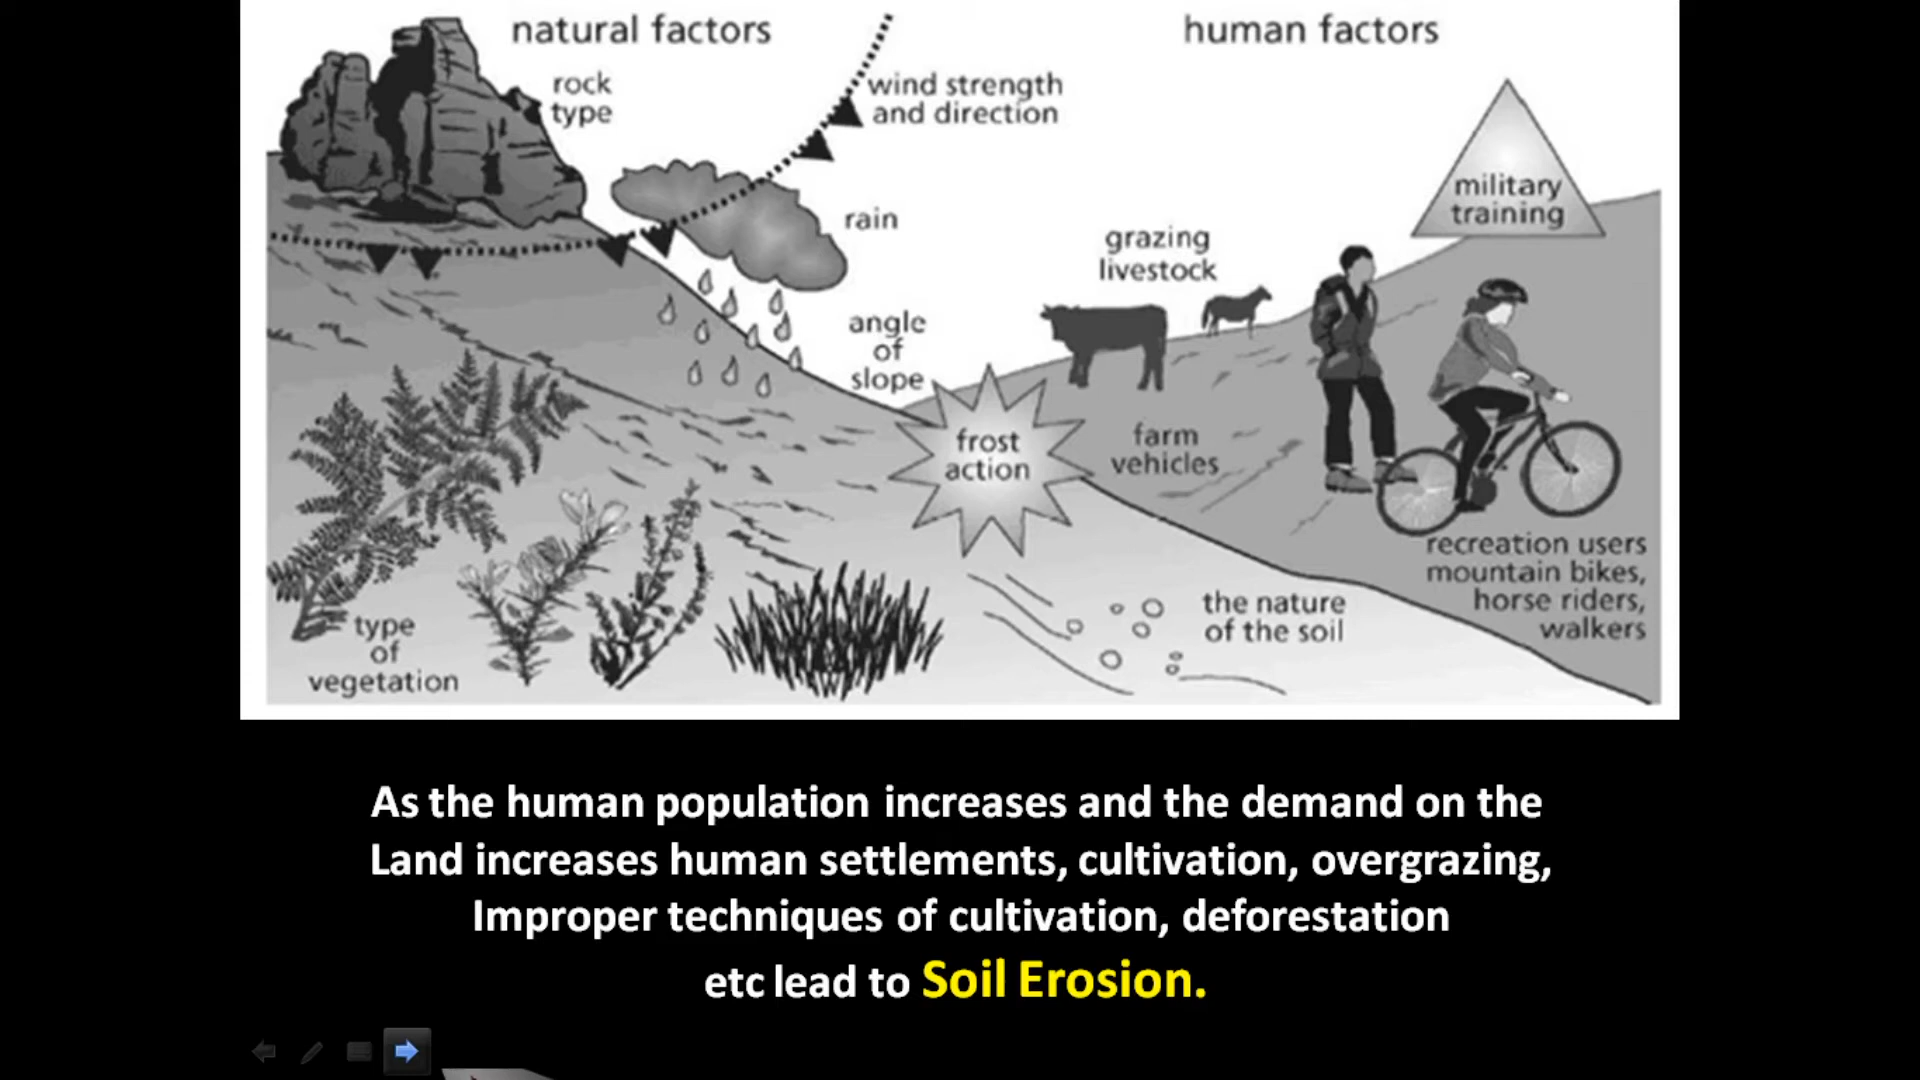 natural factors
human factors
rock
type
wind strength
and direction
military
training
rain
grazing
livestock
angle
of
slope
frost
action
farm
vehicles
recreation users
mountain bikes,
horse riders,
walkers
the nature
of the soil
type
of
vegetation
As the human population increases and the demand on the
Land increases human settlements, cultivation, overgrazing,
Improper techniques of cultivation, deforestation
etc lead to Soil Erosion.